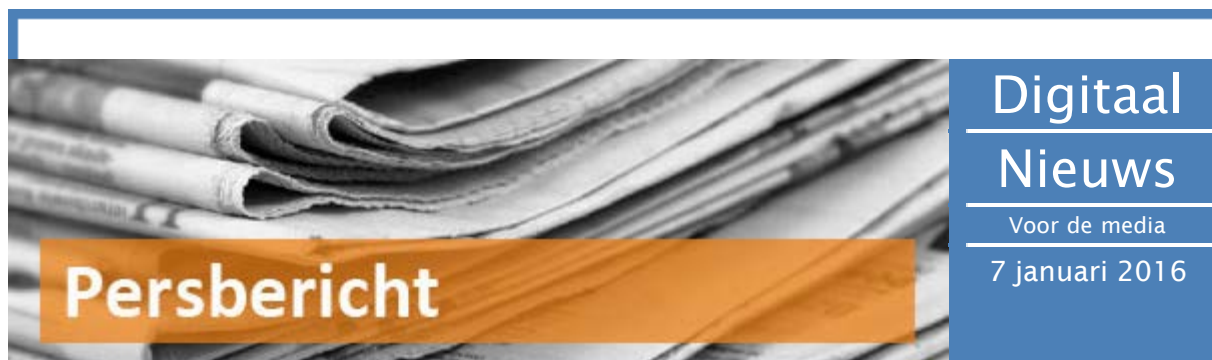 Persbericht
Digitaal
Nieuws
Voor de media
7 januari 2016